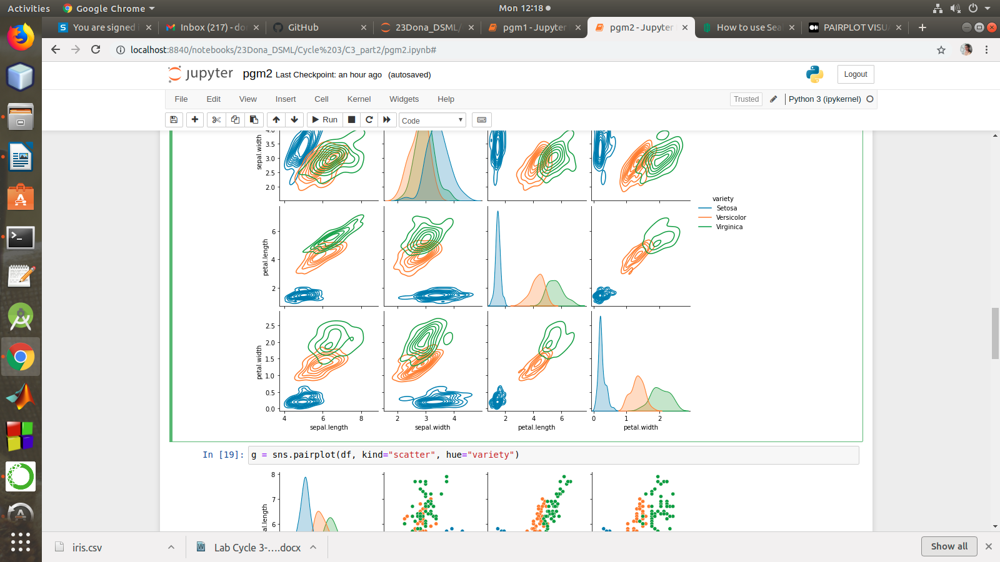 Activities
Google Chrome
Mon 12:18
You are signed
Inbox (217) - do
GitHub
23Dona_DSML/
pgm1 - Jupyter
pgm2 - Jupyter
How to use Sea
PAIRPLOT VISU
localhost:8840/notebooks/23Dona_DSML/Cycle%203/C3_part2/pgm2.ipynb#
jupyter pgm2 Last Checkpoint: an hour ago (autosaved)
Logout
File Edit View Insert Cell Kernel Widgets Help
Trusted
Python 3 (ipykernel)
Run
Code
4.0
3.5
3.0
2.5
2.0
sepal.width
variety
Setosa
Versicolor
Virginica
6
4
2
petal.length
2.5
2.0
1.5
1.0
0.5
0.0
petal.width
4 6 8
2 3 4
2 4 6
0 1 2
sepal.length
sepal.width
petal.length
petal.width
In [19]: g = sns.pairplot(df, kind="scatter", hue="variety")
8
7
6
al.length
iris.csv
Lab Cycle 3-....docx
Show all